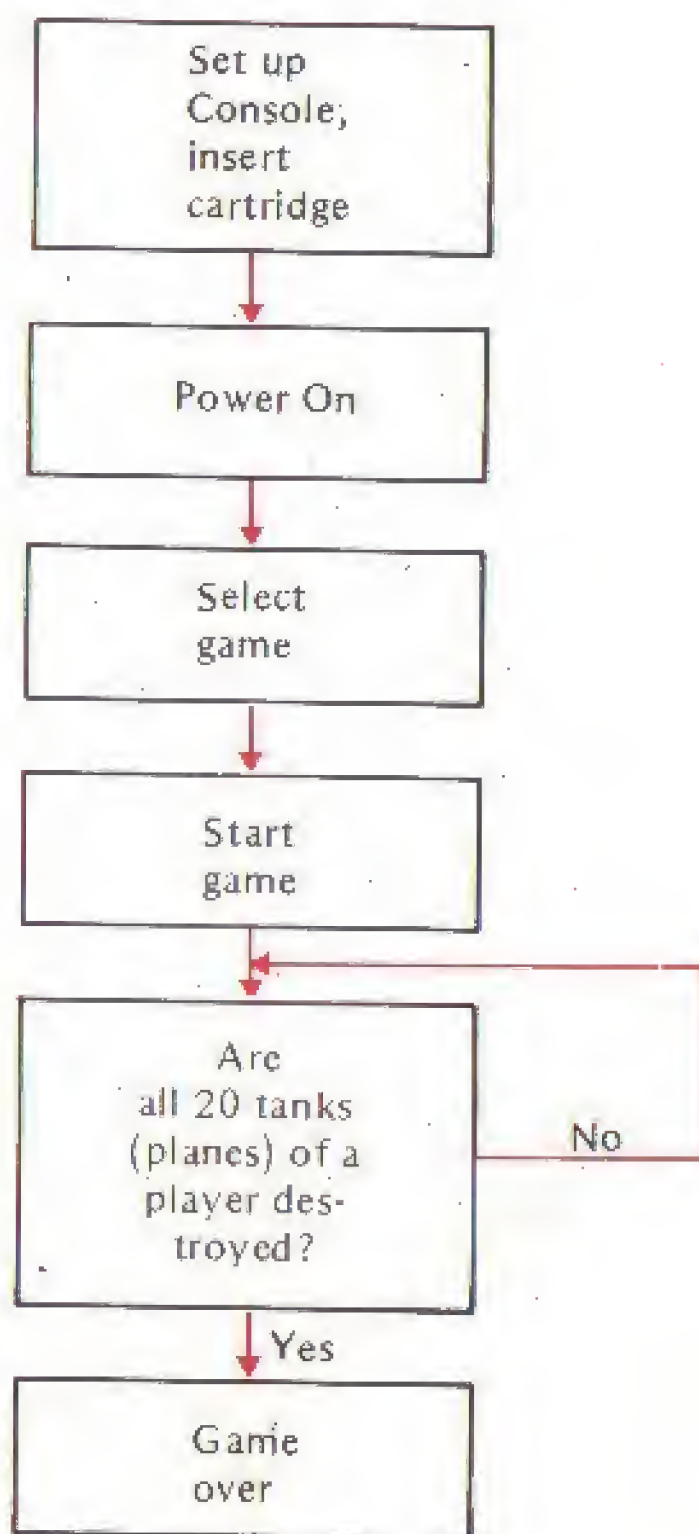 Set up
Console,
insert
cartridge
Power On
Select
game
Start
game
Are
all 20 tanks
(planes) of a
player des-
troyed?
No
Yes
Game
over